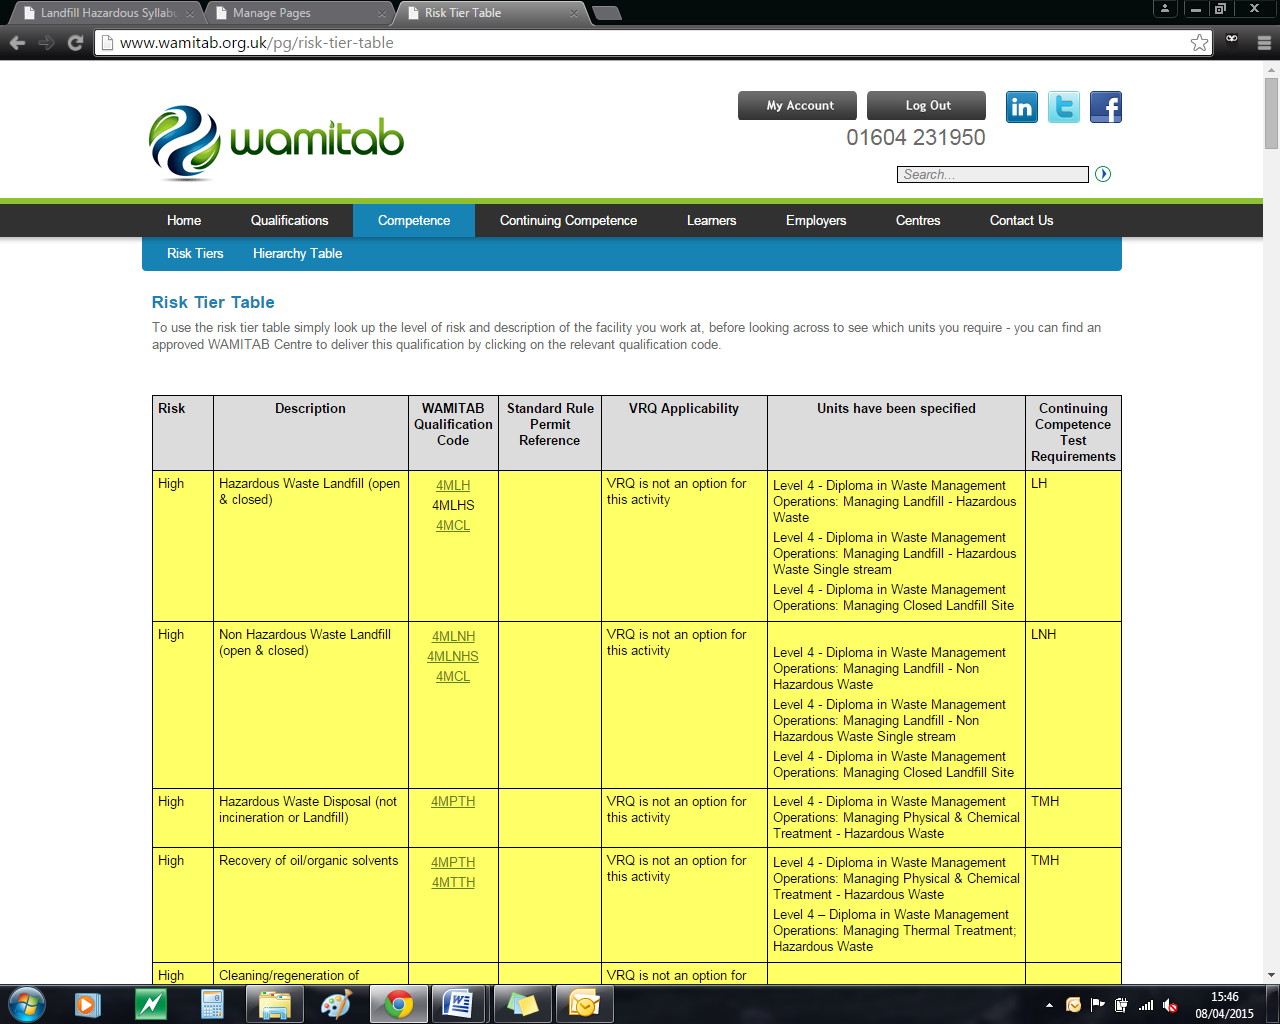 Landfill Hazardous Syllabu
Manage Pages
Risk Tier Table
www.wamitab.org.uk/pg/risk-tier-table
My Account
Log Out
in
t
f
wamitab
01604 231950
Search...
Home
Qualifications
Competence
Continuing Competence
Learners
Employers
Centres
Contact Us
Risk Tiers
Hierarchy Table
Risk Tier Table
To use the risk tier table simply look up the level of risk and description of the facility you work at, before looking across to see which units you require - you can find an
approved WAMITAB Centre to deliver this qualification by clicking on the relevant qualification code.
Risk
Description
WAMITAB
Qualification
Code
Standard Rule
Permit
Reference
VRQ Applicability
Units have been specified
Continuing
Competence
Test
Requirements
High
Hazardous Waste Landfill (open
& closed)
4MLH
4MLHS
4MCL
VRQ is not an option for
this activity
Level 4 - Diploma in Waste Management
Operations: Managing Landfill - Hazardous
Waste
Level 4 - Diploma in Waste Management
Operations: Managing Landfill - Hazardous
Waste Single stream
Level 4 - Diploma in Waste Management
Operations: Managing Closed Landfill Site
LH
High
Non Hazardous Waste Landfill
(open & closed)
4MLNH
4MLNHS
4MCL
VRQ is not an option for
this activity
Level 4 - Diploma in Waste Management
Operations: Managing Landfill - Non
Hazardous Waste
Level 4 - Diploma in Waste Management
Operations: Managing Landfill - Non
Hazardous Waste Single stream
Level 4 - Diploma in Waste Management
Operations: Managing Closed Landfill Site
LNH
High
Hazardous Waste Disposal (not
incineration or Landfill)
4MPTH
VRQ is not an option for
this activity
Level 4 - Diploma in Waste Management
Operations: Managing Physical & Chemical
Treatment - Hazardous Waste
TMH
High
Recovery of oil/organic solvents
4MPTH
4MTTH
VRQ is not an option for
this activity
Level 4 - Diploma in Waste Management
Operations: Managing Physical & Chemical
Treatment - Hazardous Waste
Level 4 – Diploma in Waste Management
Operations: Managing Thermal Treatment;
Hazardous Waste
TMH
High
Cleaning/regeneration of
VRQ is not an option for
15:46
08/04/2015